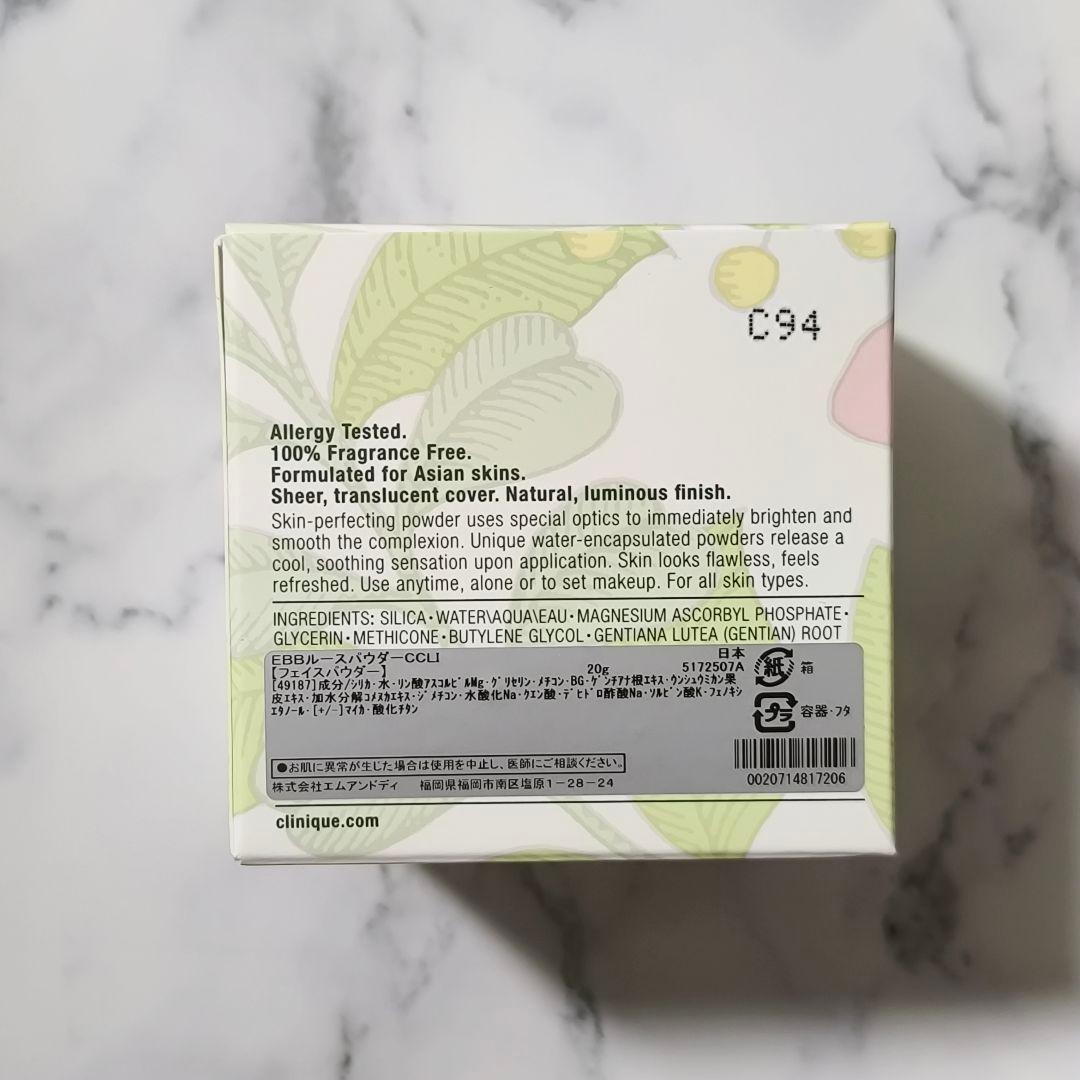 C94
Allergy Tested.
100% Fragrance Free.
Formulated for Asian skins.
Sheer, translucent cover. Natural, luminous finish.
Skin-perfecting powder uses special optics to immediately brighten and
smooth the complexion. Unique water-encapsulated powders release a
cool, soothing sensation upon application. Skin looks flawless, feels
refreshed. Use anytime, alone or to set makeup. For all skin types.
INGREDIENTS: SILICA•WATER\AQUA\EAU•MAGNESIUM ASCORBYL PHOSPHATE•
GLYCERIN•METHICONE•BUTYLENE GLYCOL•GENTIANA LUTEA (GENTIAN) ROOT
EBBルースパウダーCCLI 日本
【フェイスパウダー】 20g 5172507A
[49187]成分/シリカ・水・リン酸アスコルビルMg・グリセリン・メチコン・BG・ゲンチアナ根エキス・ウンシュウミカン果
皮エキス・加水分解コメヌカエキス・ジメチコン・水酸化Na・クエン酸・デヒドロ酢酸Na・ソルビン酸K・フェノキシ
エタノール・[+/-]マイカ・酸化チタン
紙 箱
プラ 容器・フタ
●お肌に異常が生じた場合は使用を中止し、医師にご相談ください。
株式会社エムアンドディ 福岡県福岡市南区塩原1-28-24
0020714817206
clinique.com